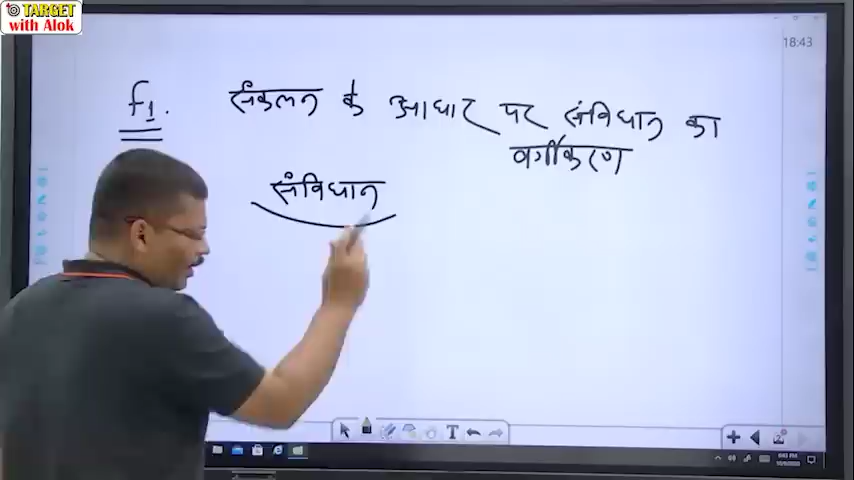 TARGET
with Alok
18:43
F1. संकलन के आधार पर संविधान का
वर्गीकरण
संविधान